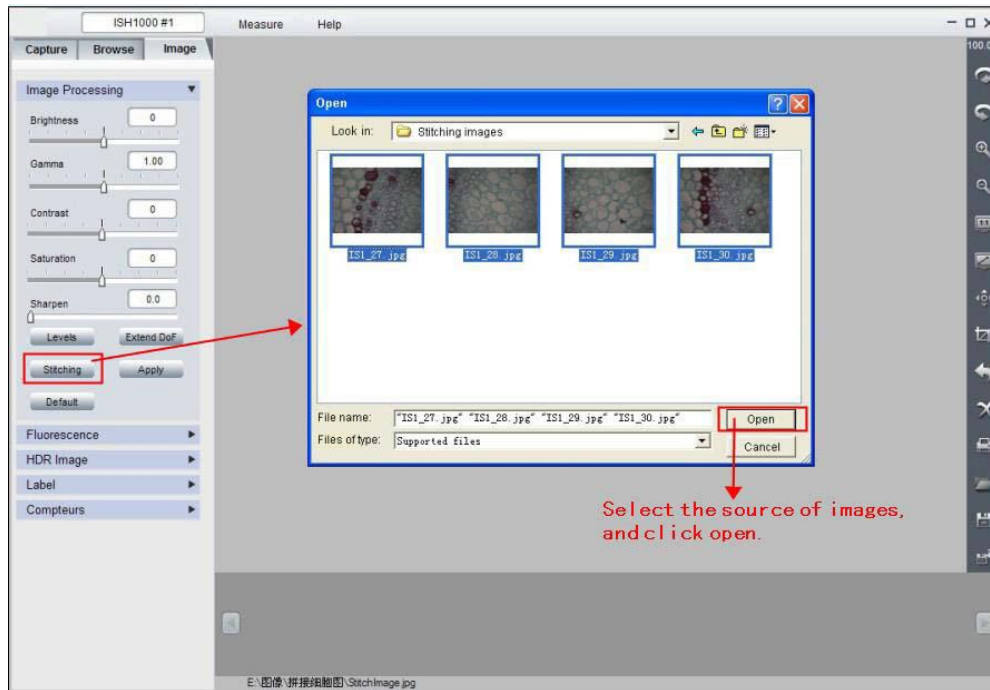 ISH1000 #1
Measure
Help
Capture
Browse
Image
100.0
Image Processing
Brightness
0
Gamma
1.00
Contrast
0
Saturation
0
Sharpen
0.0
Levels
Extend DoF
Stitching
Apply
Default
Fluorescence
HDR Image
Label
Compteurs
Open
Look in:
Stitching images
IS1_27.jpg
IS1_28.jpg
IS1_29.jpg
IS1_30.jpg
File name:
"IS1_27.jpg" "IS1_28.jpg" "IS1_29.jpg" "IS1_30.jpg"
Open
Files of type:
Supported files
Cancel
Select the source of images,
and click open.
E:\图像\拼接细胞图\StitchImage.jpg